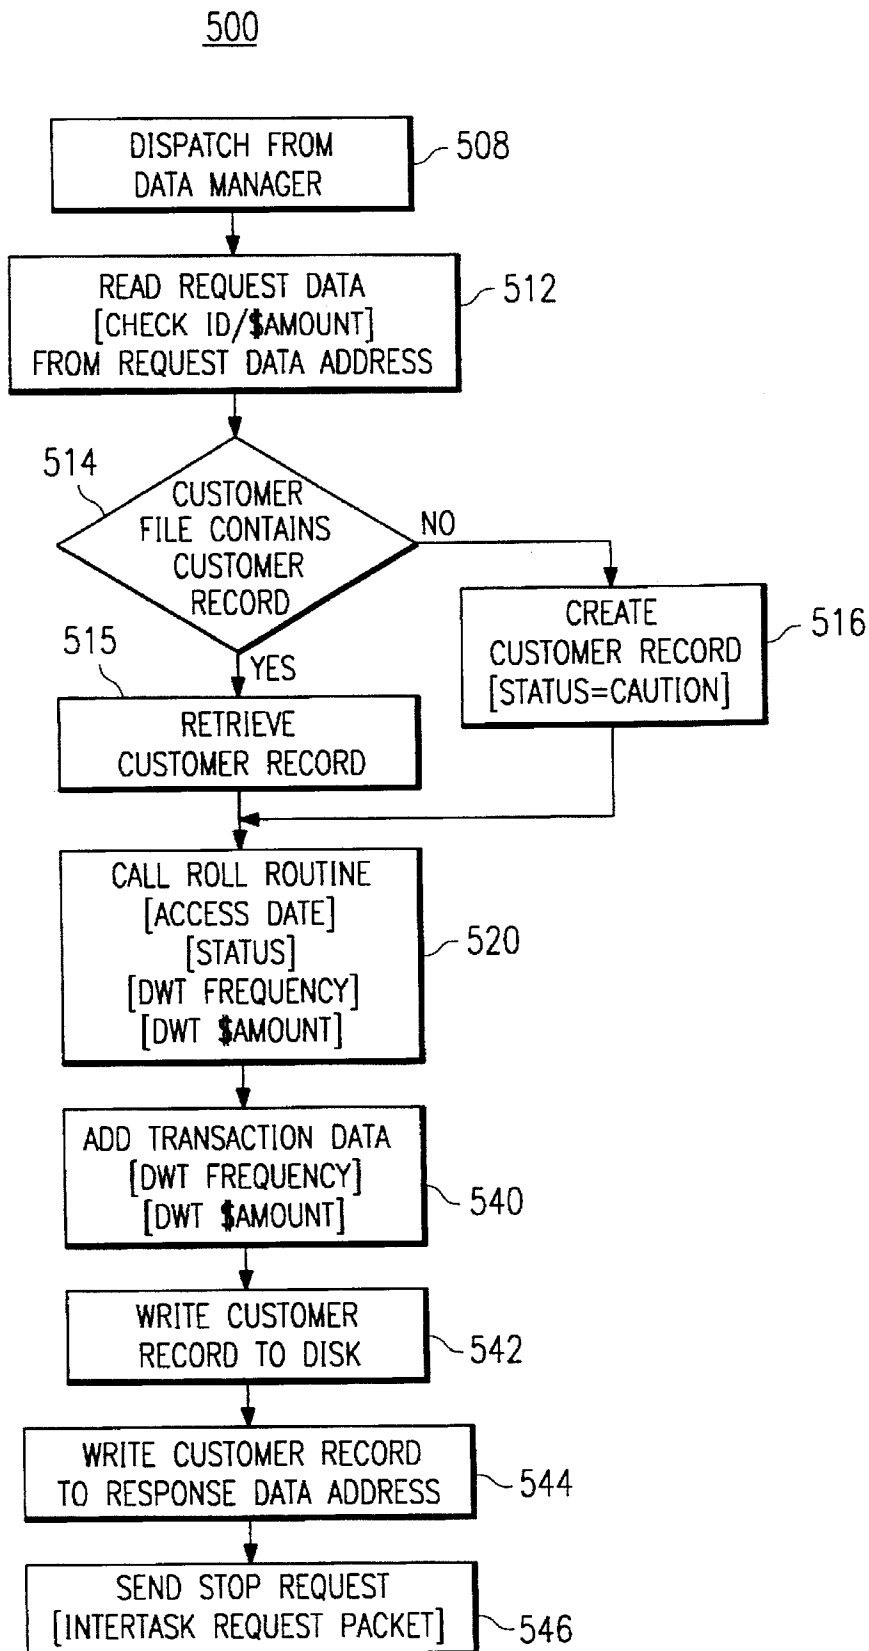 500
DISPATCH FROM
DATA MANAGER
508
READ REQUEST DATA
[CHECK ID/$AMOUNT]
FROM REQUEST DATA ADDRESS
512
514
CUSTOMER
FILE CONTAINS
CUSTOMER
RECORD
NO
YES
CREATE
CUSTOMER RECORD
[STATUS=CAUTION]
516
515
RETRIEVE
CUSTOMER RECORD
CALL ROLL ROUTINE
[ACCESS DATE]
[STATUS]
[DWT FREQUENCY]
[DWT $AMOUNT]
520
ADD TRANSACTION DATA
[DWT FREQUENCY]
[DWT $AMOUNT]
540
WRITE CUSTOMER
RECORD TO DISK
542
WRITE CUSTOMER RECORD
TO RESPONSE DATA ADDRESS
544
SEND STOP REQUEST
[INTERTASK REQUEST PACKET]
546